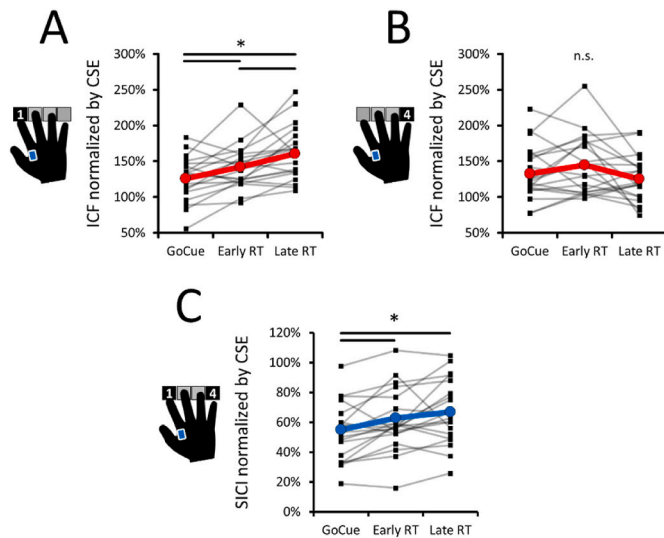 A
*
300%
250%
200%
150%
100%
50%
ICF normalized by CSE
1
GoCue Early RT Late RT
B
n.s.
300%
250%
200%
150%
100%
50%
ICF normalized by CSE
4
GoCue Early RT Late RT
C
*
120%
100%
80%
60%
40%
20%
0%
SICI normalized by CSE
1 4
GoCue Early RT Late RT